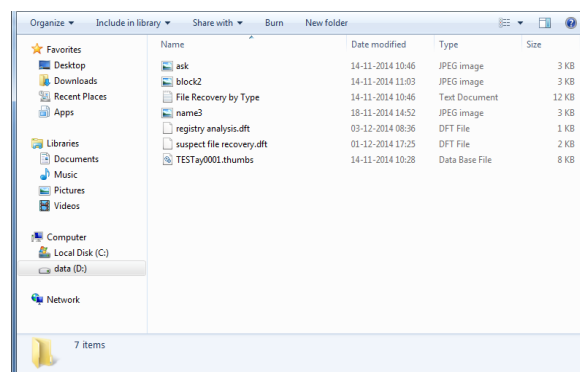 Organize ▼ Include in library ▼ Share with ▼ Burn New folder
Favorites
Desktop
Downloads
Recent Places
Apps
Libraries
Documents
Music
Pictures
Videos
Computer
Local Disk (C:)
data (D:)
Network
Name Date modified Type Size
ask 14-11-2014 10:46 JPEG image 3 KB
block2 14-11-2014 11:03 JPEG image 3 KB
File Recovery by Type 14-11-2014 10:46 Text Document 12 KB
name3 18-11-2014 14:52 JPEG image 3 KB
registry analysis.dft 03-12-2014 08:36 DFT File 1 KB
suspect file recovery.dft 01-12-2014 17:25 DFT File 2 KB
TESTay0001.thumbs 14-11-2014 10:28 Data Base File 8 KB
7 items